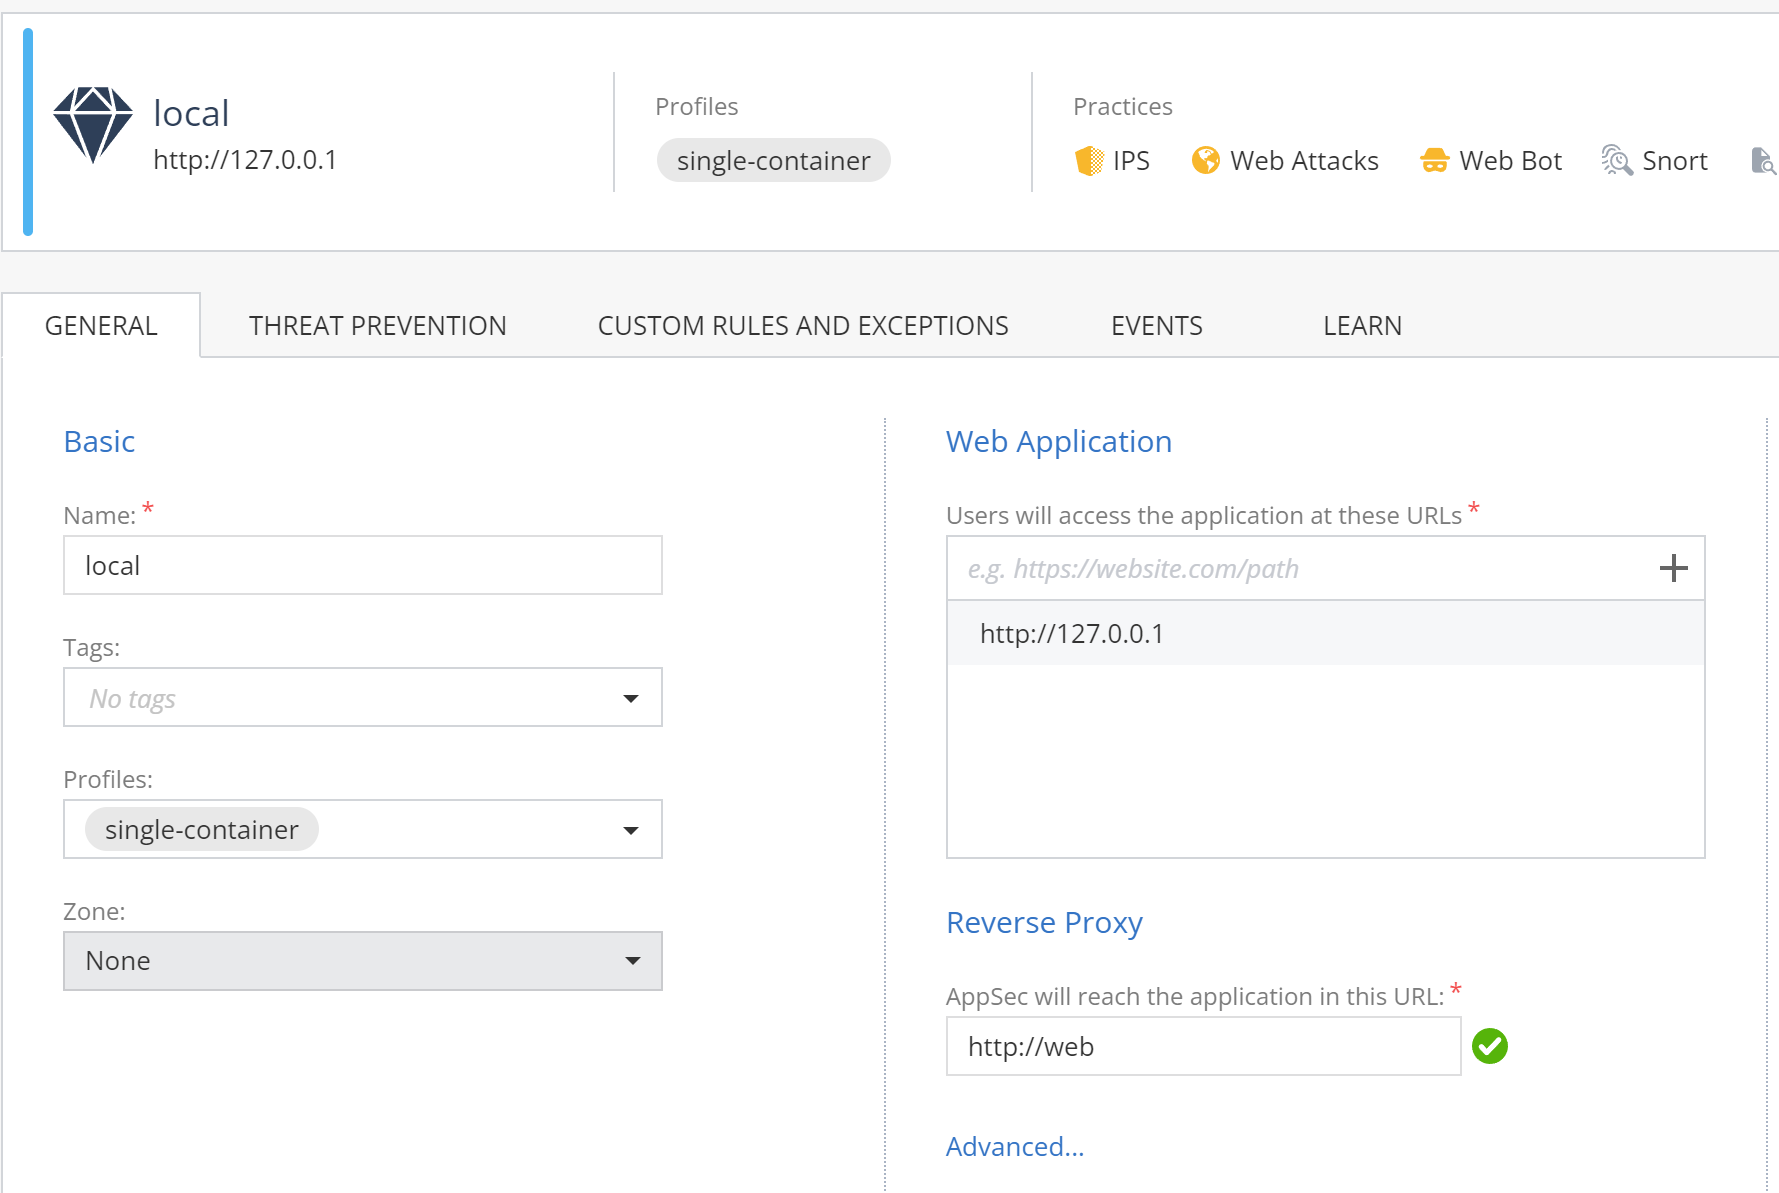 local
http://127.0.0.1
Profiles
single-container
Practices
IPS Web Attacks Web Bot Snort
GENERAL THREAT PREVENTION CUSTOM RULES AND EXCEPTIONS EVENTS LEARN
Basic
Name: *
local
Tags:
No tags
Profiles:
single-container
Zone:
None
Web Application
Users will access the application at these URLs *
e.g. https://website.com/path
http://127.0.0.1
Reverse Proxy
AppSec will reach the application in this URL: *
http://web
Advanced...